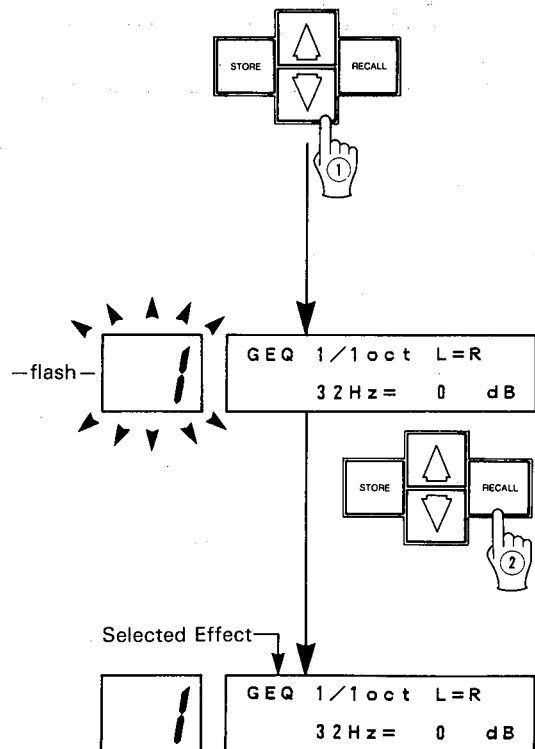 STORE
RECALL
1
—flash—
1
GEQ 1/1oct L=R
32Hz= 0 dB
STORE
RECALL
2
Selected Effect
1
GEQ 1/1oct L=R
32Hz= 0 dB